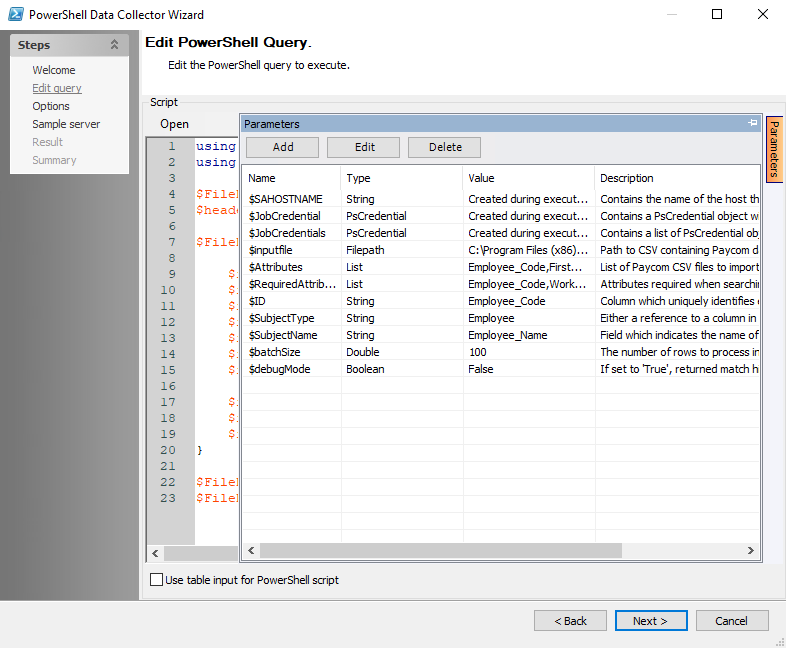 PowerShell Data Collector Wizard
Steps
Welcome
Edit query
Options
Sample server
Result
Summary
Edit PowerShell Query.
Edit the PowerShell query to execute.
Script
Open
1 using
2 using
3
4 $File
5 $head
6
7 $File
8
9 $
10 $
11 $
12 $
13 $
14 $
15 $
16
17 $
18 $
19 $
20 }
21
22 $File
23 $File
Parameters
Add Edit Delete
Name Type Value Description
$SAHOSTNAME String Created during execut... Contains the name of the host th
$JobCredential PsCredential Created during execut... Contains a PsCredential object w
$JobCredentials PsCredential Created during execut... Contains a list of PsCredential obj
$inputfile Filepath C:\Program Files (x86)... Path to CSV containing Paycom d
$Attributes List Employee_Code,First... List of Paycom CSV files to import
$RequiredAttrib... List Employee_Code,Work... Attributes required when searchin
$ID String Employee_Code Column which uniquely identifies
$SubjectType String Employee Either a reference to a column in
$SubjectName String Employee_Name Field which indicates the name of
$batchSize Double 100 The number of rows to process in
$debugMode Boolean False If set to 'True', returned match h
Parameters
Use table input for PowerShell script
< Back Next > Cancel